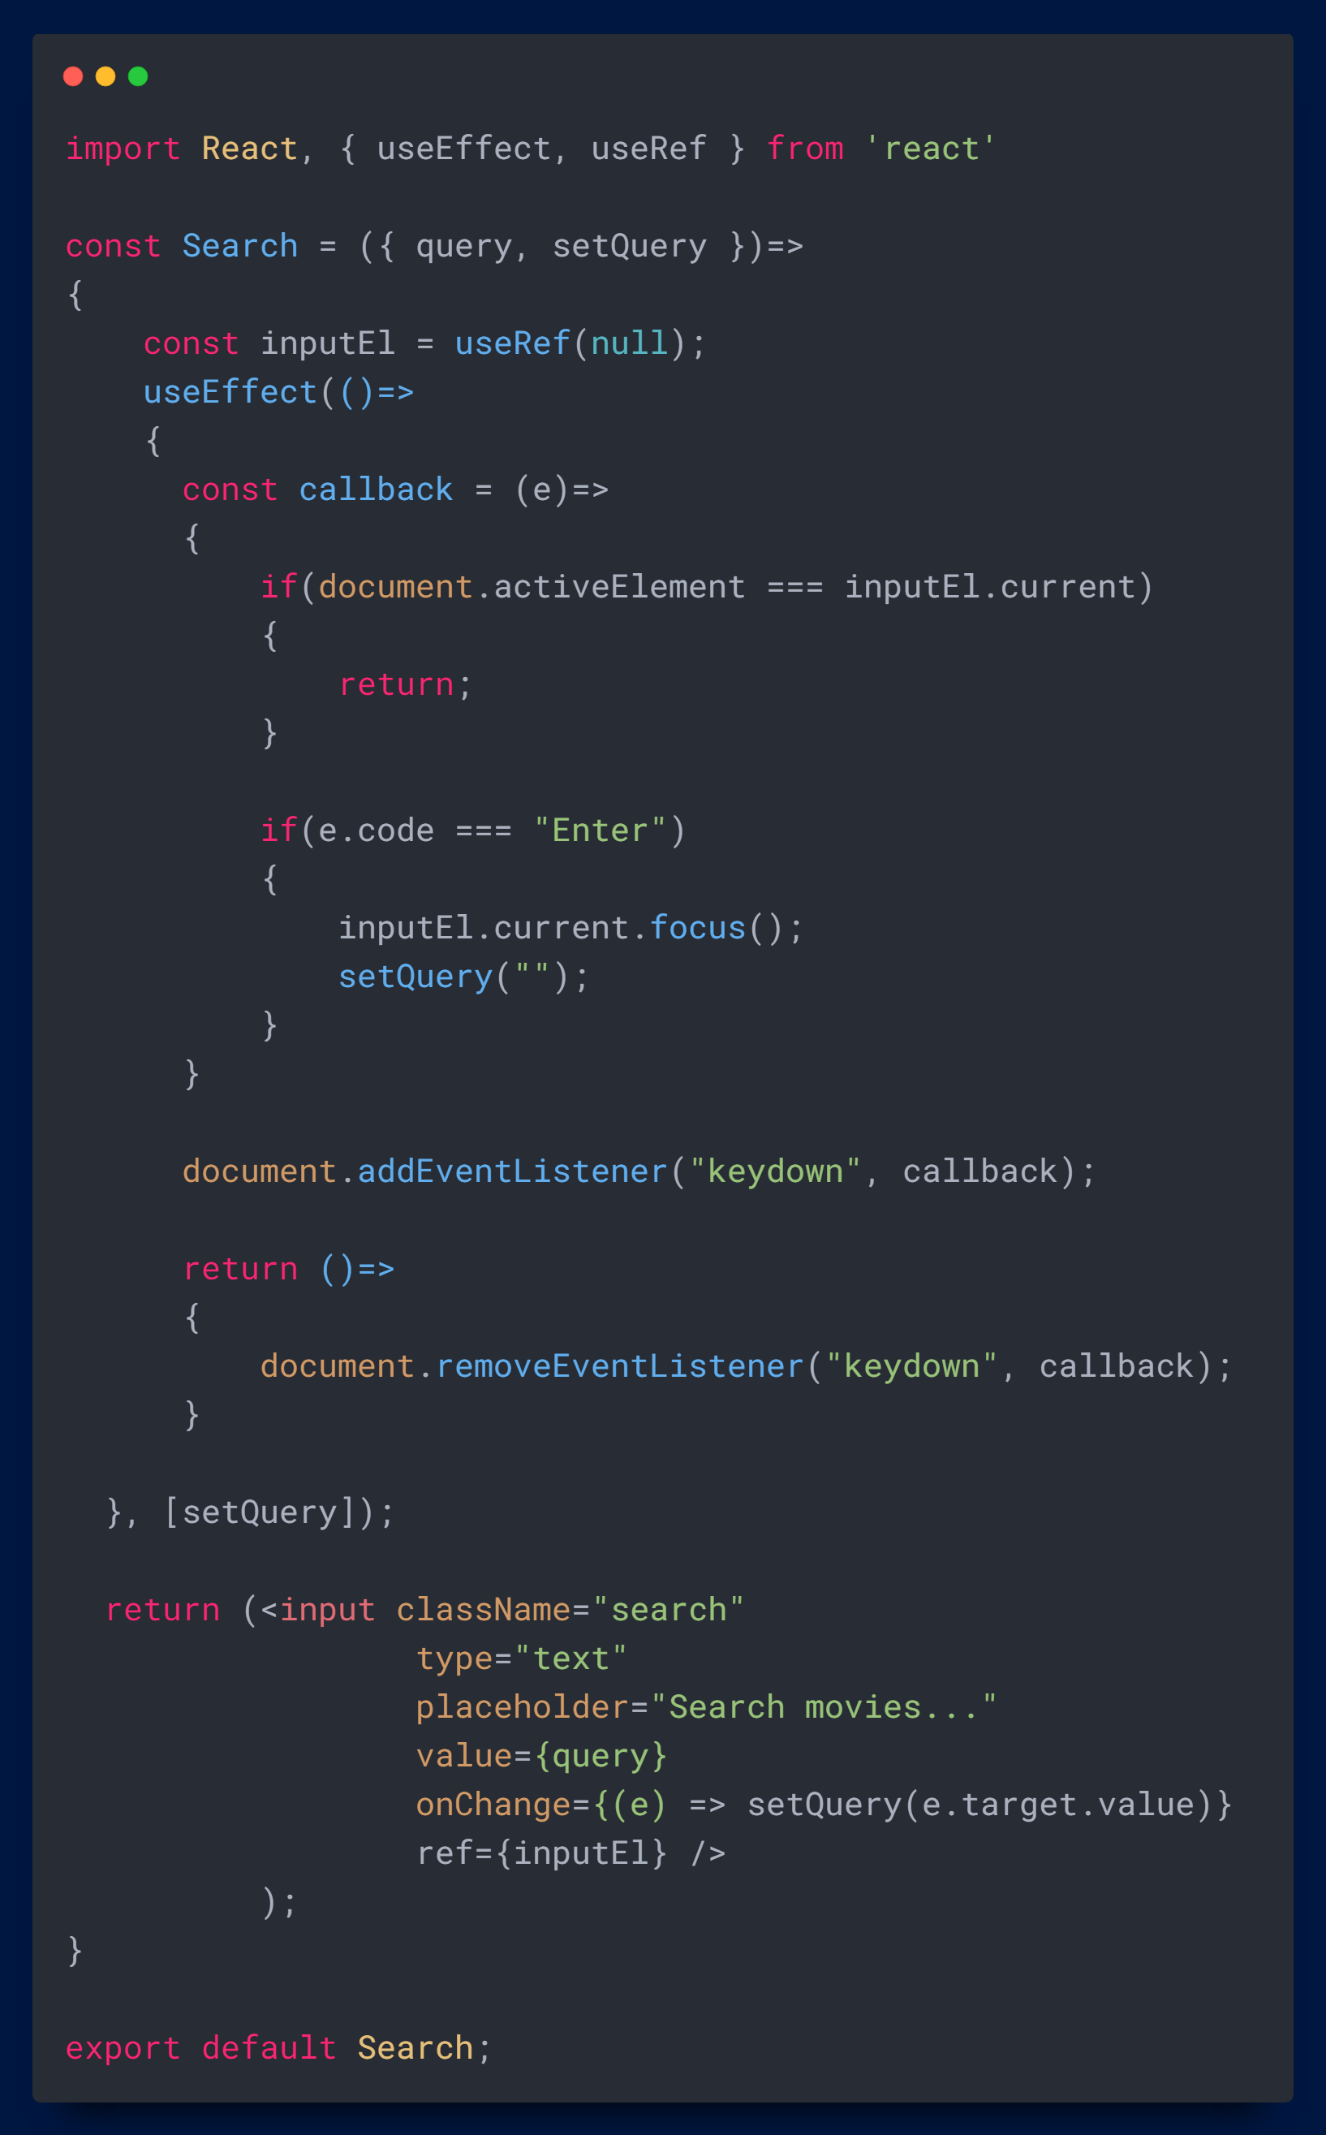 import React, { useEffect, useRef } from 'react'

const Search = ({ query, setQuery })=>
{
    const inputEl = useRef(null);
    useEffect(()=>
    {
      const callback = (e)=>
      {
          if(document.activeElement === inputEl.current)
          {
              return;
          }

          if(e.code === "Enter")
          {
              inputEl.current.focus();
              setQuery("");
          }
      }

      document.addEventListener("keydown", callback);

      return ()=>
      {
          document.removeEventListener("keydown", callback);
      }

  }, [setQuery]);

  return (<input className="search"
                  type="text"
                  placeholder="Search movies..."
                  value={query}
                  onChange={(e) => setQuery(e.target.value)}
                  ref={inputEl} />
          );
}

export default Search;